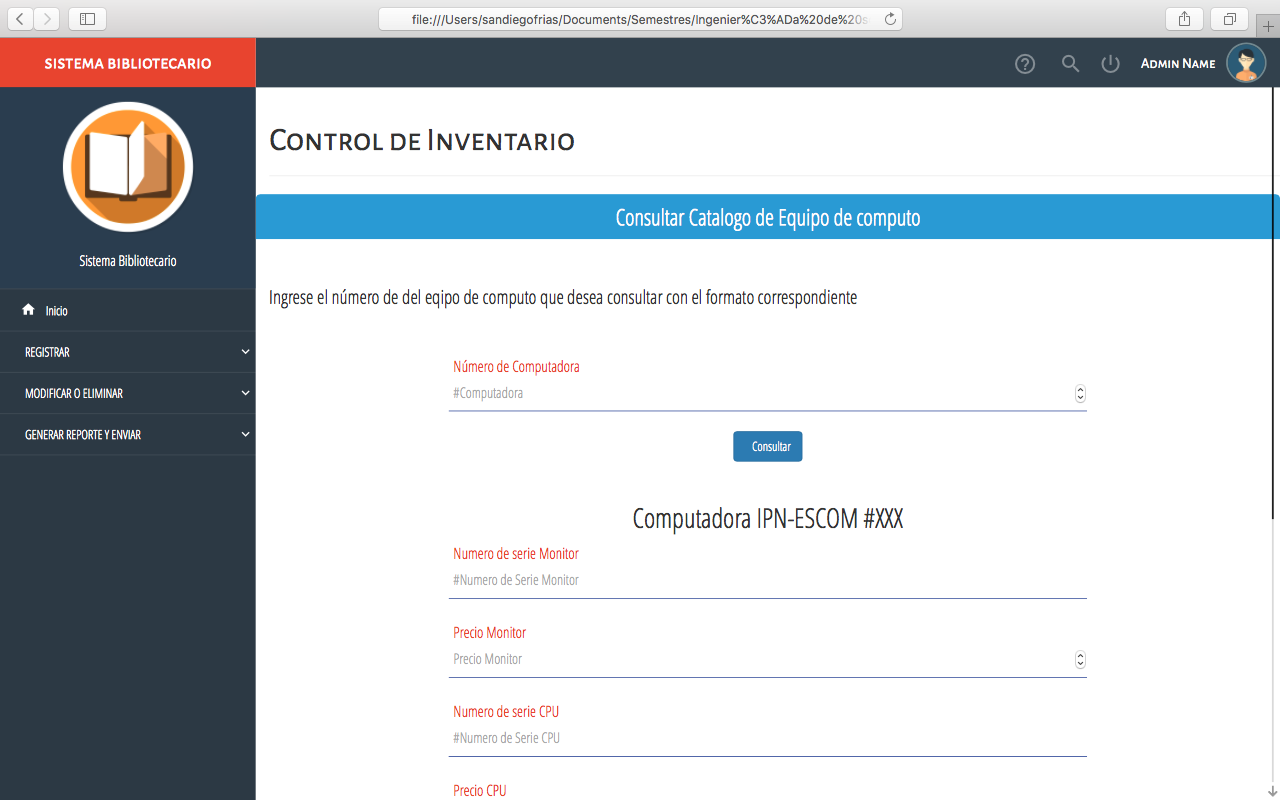 file:///Users/sandiegofrias/Documents/Semestres/Ingenier%C3%ADa%20de%20s
SISTEMA BIBLIOTECARIO
Admin Name
Sistema Bibliotecario
Inicio
REGISTRAR
MODIFICAR O ELIMINAR
GENERAR REPORTE Y ENVIAR
Control de Inventario
Consultar Catalogo de Equipo de computo
Ingrese el número de del eqipo de computo que desea consultar con el formato correspondiente
Número de Computadora
#Computadora
Consultar
Computadora IPN-ESCOM #XXX
Numero de serie Monitor
#Numero de Serie Monitor
Precio Monitor
Precio Monitor
Numero de serie CPU
#Numero de Serie CPU
Precio CPU